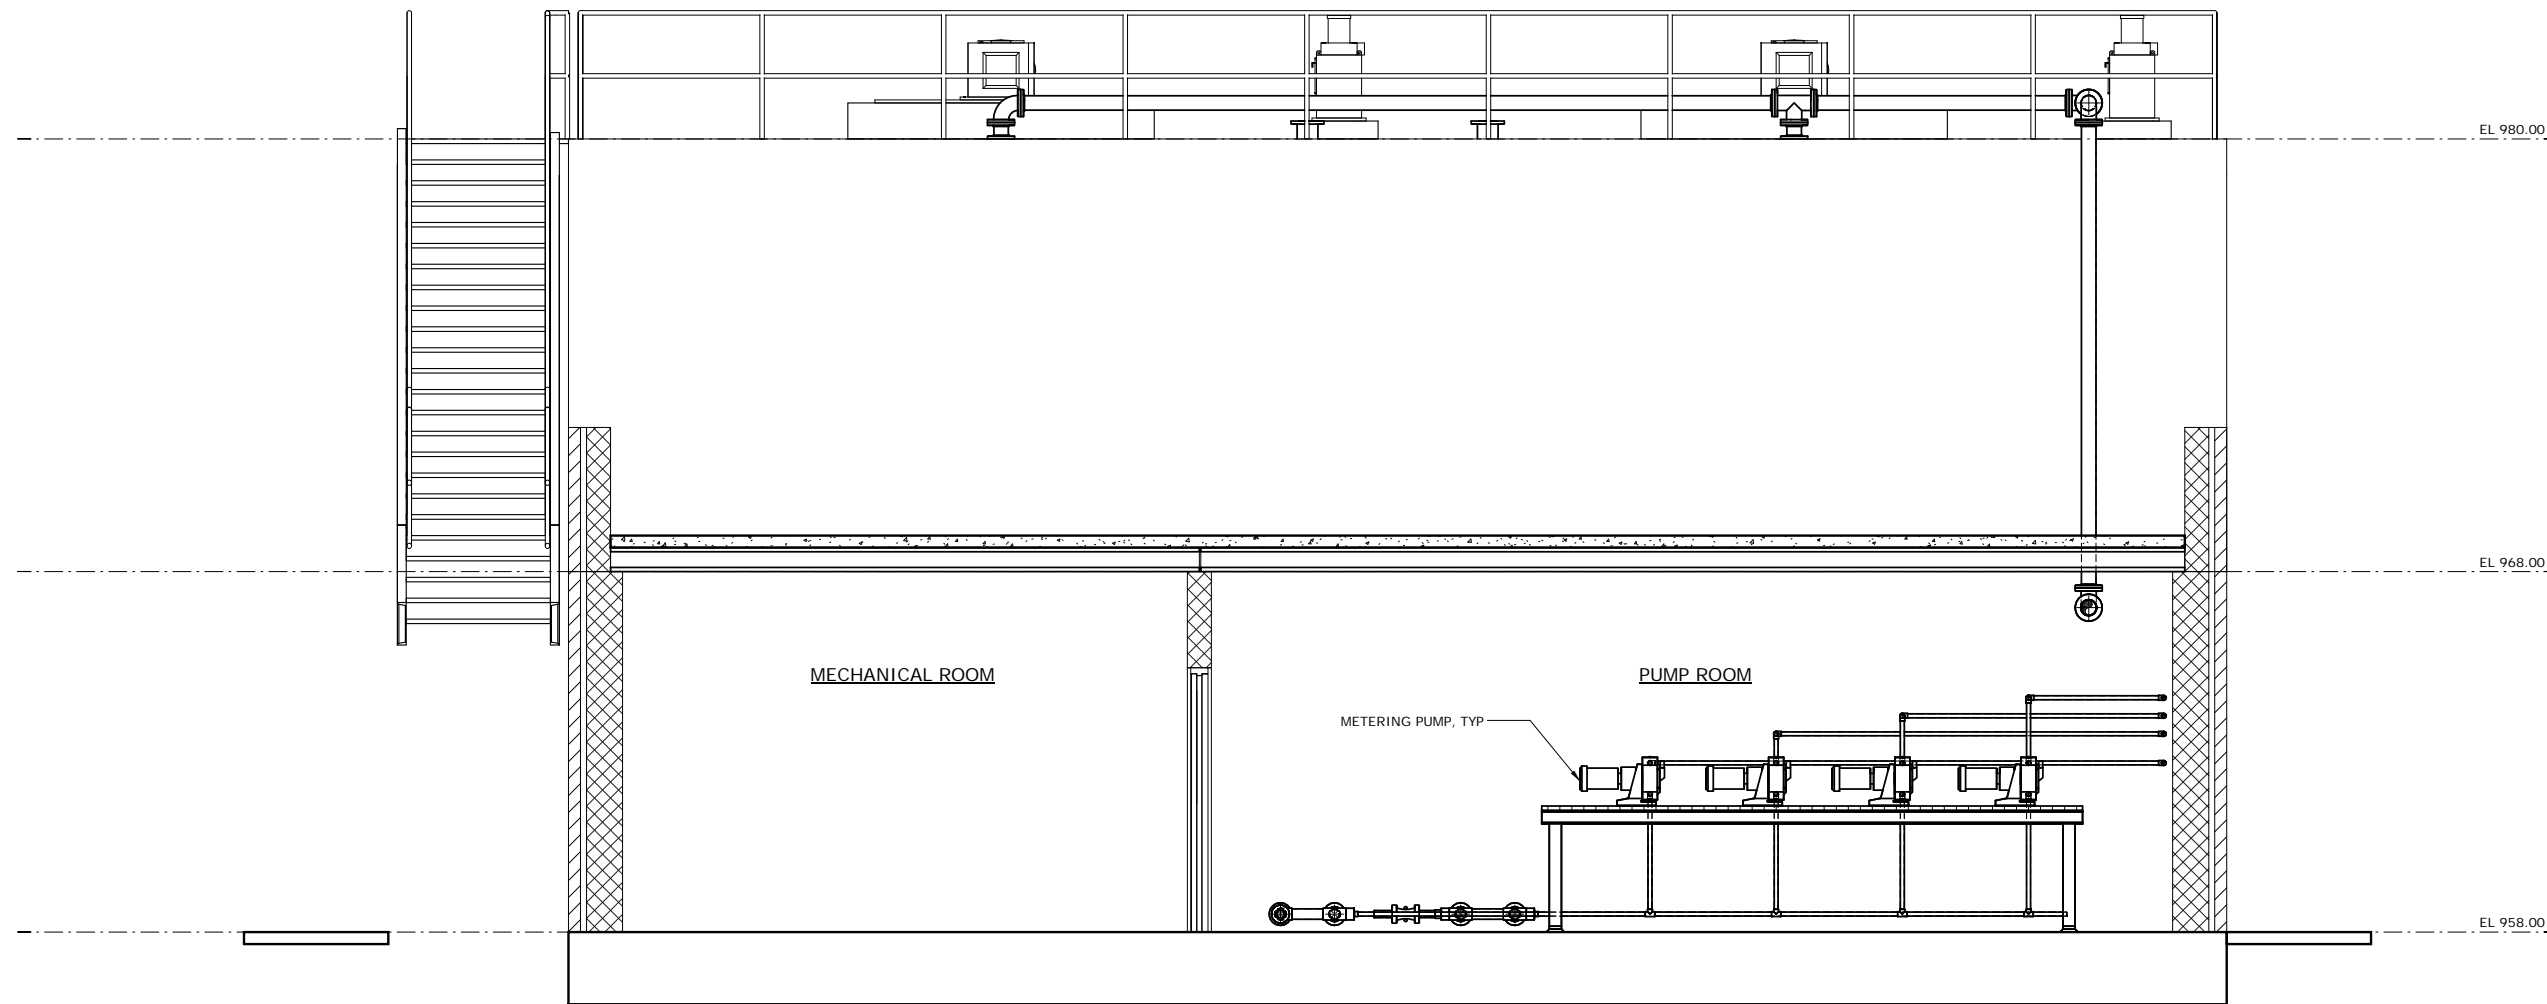 EL 980.00
EL 968.00
MECHANICAL ROOM
PUMP ROOM
METERING PUMP, TYP
EL 958.00